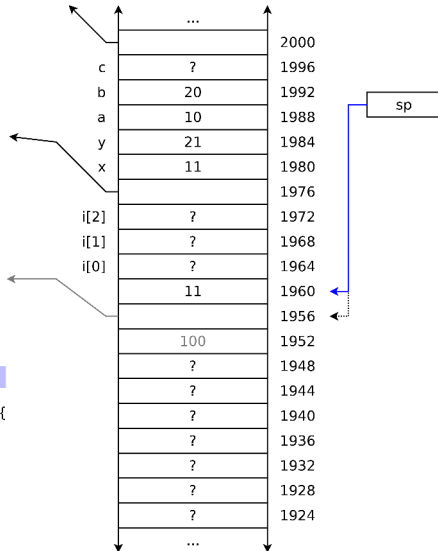 ...
2000
c ? 1996
b 20 1992
sp
a 10 1988
y 21 1984
x 11 1980
1976
i[2] ? 1972
i[1] ? 1968
i[0] ? 1964
11 1960
1956
100 1952
? 1948
? 1944
{
? 1940
? 1936
? 1932
? 1928
? 1924
...